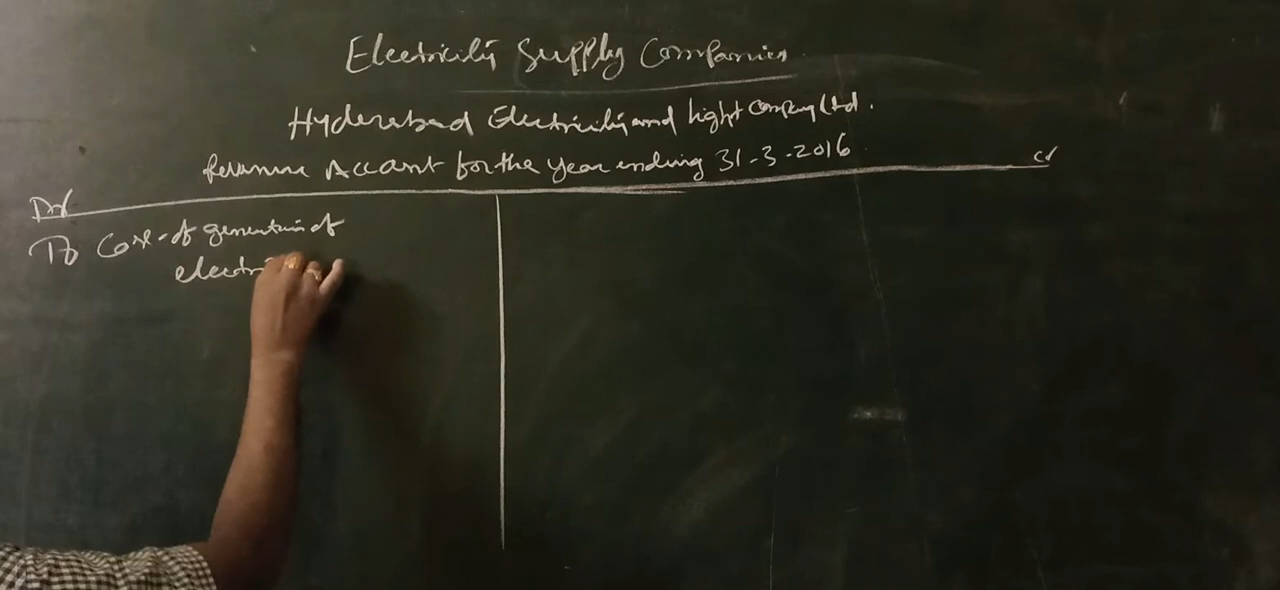 Electricity Supply Companies
Hyderabad Electricity and Light Company Ltd.
Revenue Account for the Year ending 31-3-2016
Dr Cr
To Cost of generation of
electri